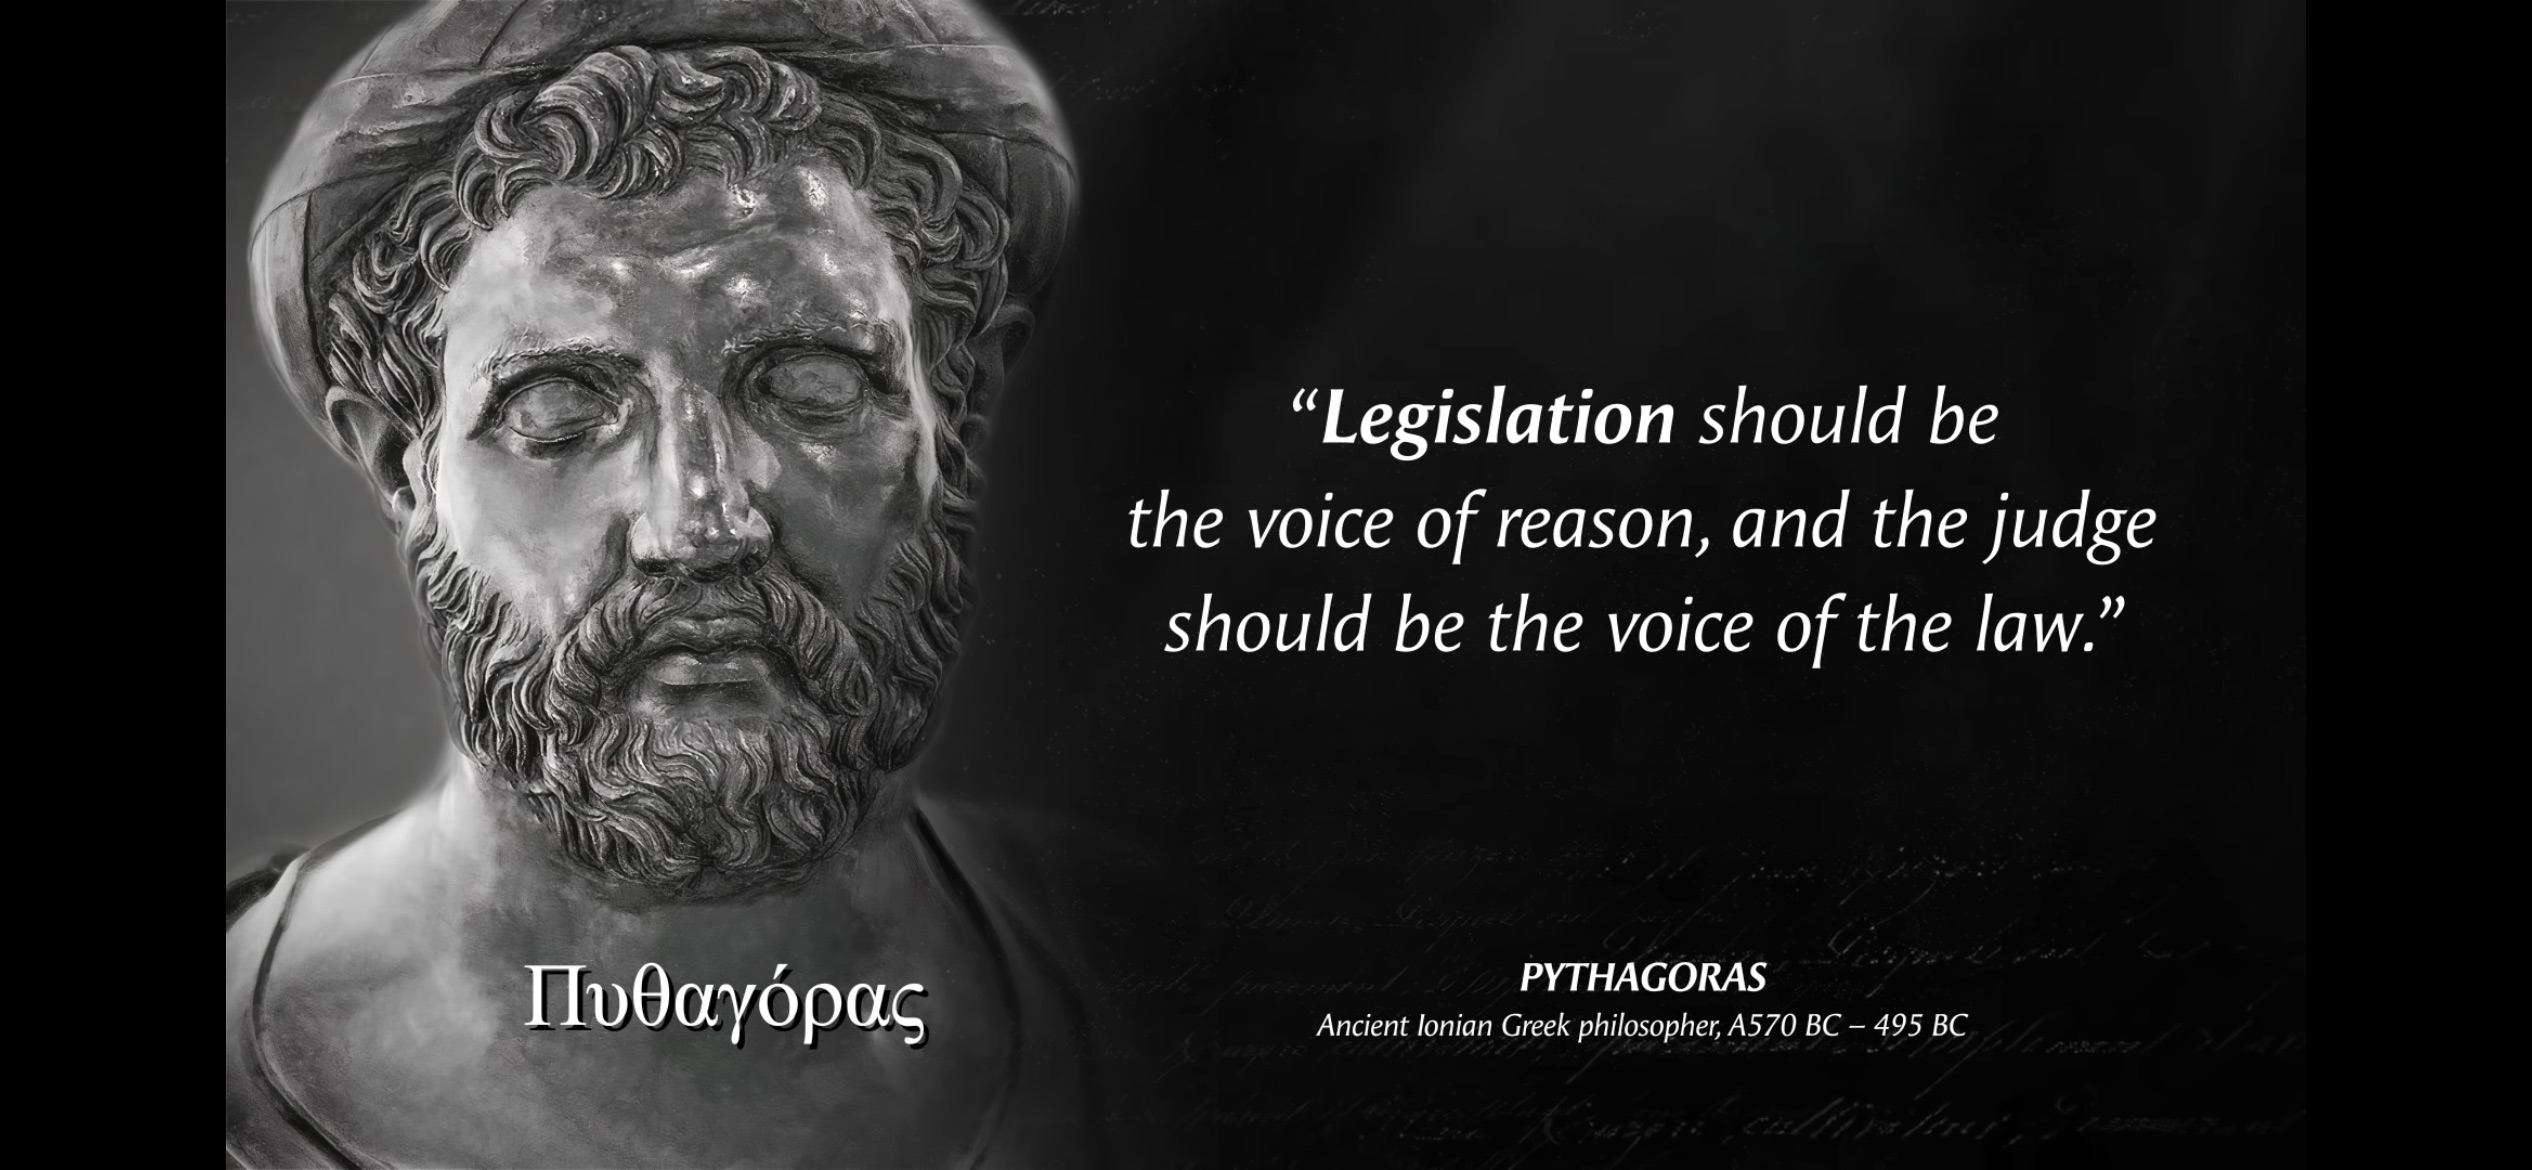 “Legislation should be
the voice of reason, and the judge
should be the voice of the law.”
Πυθαγόρας
PYTHAGORAS
Ancient Ionian Greek philosopher, A570 BC – 495 BC